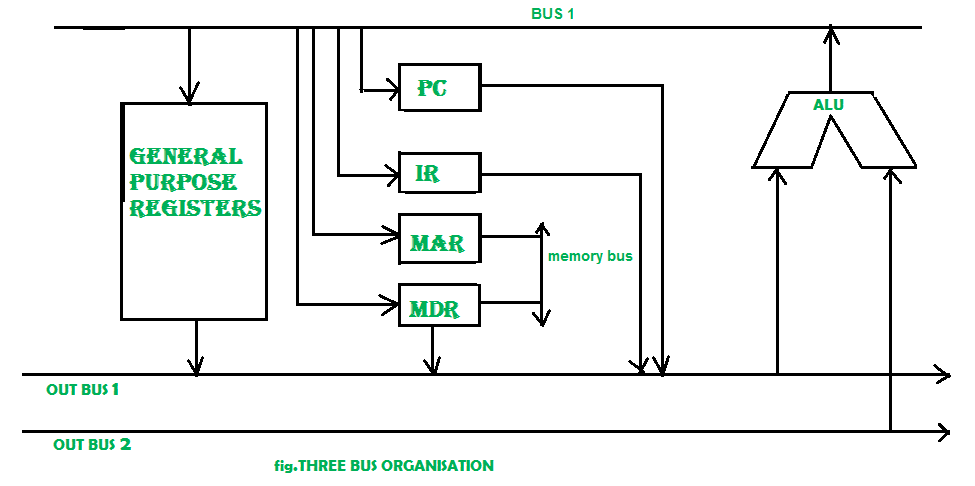 BUS 1
PC
ALU
GENERAL
PURPOSE
REGISTERS
IR
MAR
memory bus
MDR
OUT BUS 1
OUT BUS 2
fig.THREE BUS ORGANISATION